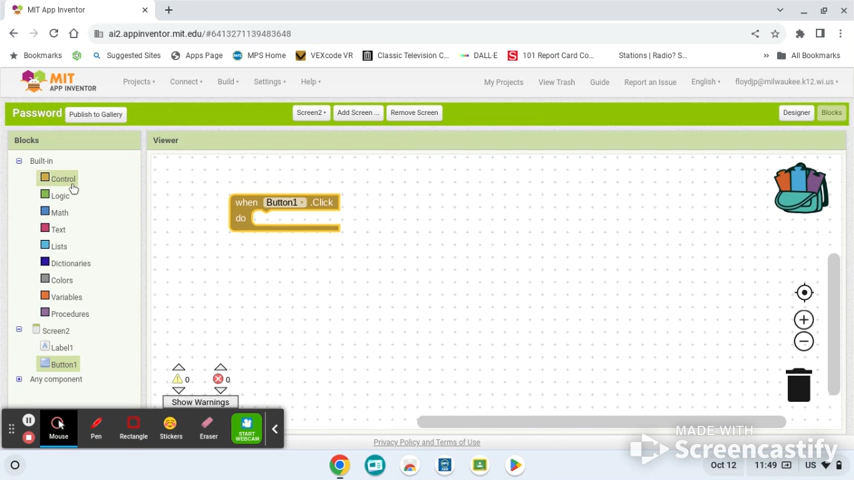 MIT App Inventor
ai2.appinventor.mit.edu/#6413271139483648
Bookmarks Suggested Sites Apps Page MPS Home VEXcode VR Classic Television C... DALL·E 101 Report Card Co... Stations | Radio? S... » All Bookmarks
MIT APP INVENTOR Projects Connect Build Settings Help My Projects View Trash Guide Report an Issue English floydjp@milwaukee.k12.wi.us
Password Publish to Gallery Screen2 Add Screen ... Remove Screen Designer Blocks
Blocks Viewer
Built-in
Control
Logic
Math
Text
Lists
Dictionaries
Colors
Variables
Procedures
Screen2
A Label1
Button1
Any component
when Button1 .Click
do
0 0
Show Warnings
Mouse Pen Rectangle Stickers Eraser START WEBCAM
Privacy Policy and Terms of Use
MADE WITH
Screencastify
Oct 12 11:49